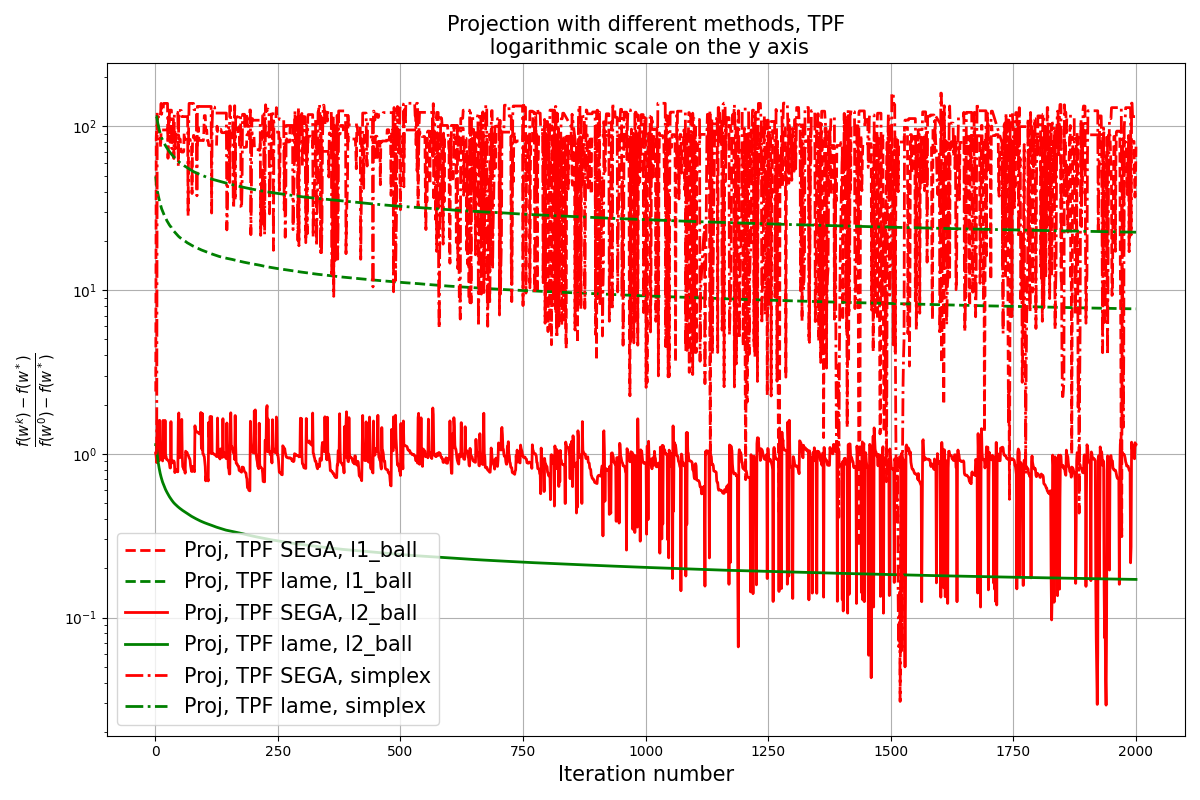 Projection with different methods, TPF
logarithmic scale on the y axis
f(w^k) − f(w^*)
f(w^0) − f(w^*)
10^2
10^1
10^0
10^−1
Proj, TPF SEGA, l1_ball
Proj, TPF lame, l1_ball
Proj, TPF SEGA, l2_ball
Proj, TPF lame, l2_ball
Proj, TPF SEGA, simplex
Proj, TPF lame, simplex
0 250 500 750 1000 1250 1500 1750 2000
Iteration number